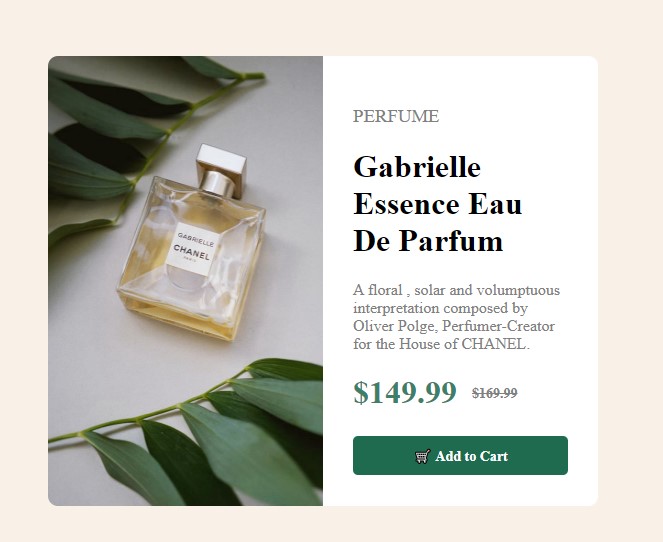 PERFUME
Gabrielle
Essence Eau
De Parfum
A floral , solar and volumptuous
interpretation composed by
Oliver Polge, Perfumer-Creator
for the House of CHANEL.
$149.99 $169.99
Add to Cart
GABRIELLE
CHANEL
PARIS